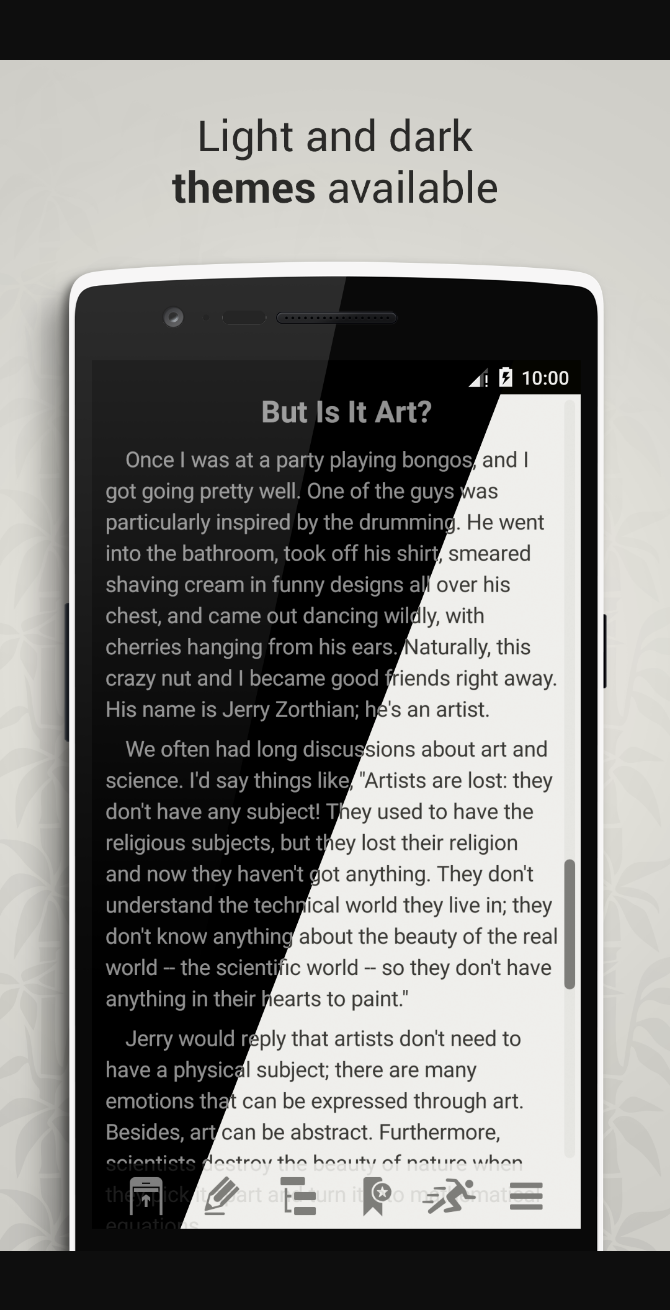 Light and dark
themes available
10:00
But Is It Art?
Once I was at a party playing bongos, and I
got going pretty well. One of the guys was
particularly inspired by the drumming. He went
into the bathroom, took off his shirt, smeared
shaving cream in funny designs all over his
chest, and came out dancing wildly, with
cherries hanging from his ears. Naturally, this
crazy nut and I became good friends right away.
His name is Jerry Zorthian; he's an artist.
We often had long discussions about art and
science. I'd say things like, "Artists are lost: they
don't have any subject! They used to have the
religious subjects, but they lost their religion
and now they haven't got anything. They don't
understand the technical world they live in; they
don't know anything about the beauty of the real
world -- the scientific world -- so they don't have
anything in their hearts to paint."
Jerry would reply that artists don't need to
have a physical subject; there are many
emotions that can be expressed through art.
Besides, art can be abstract. Furthermore,
scientists destroy the beauty of nature when
they pick it apart and turn it into mathematical
equations.